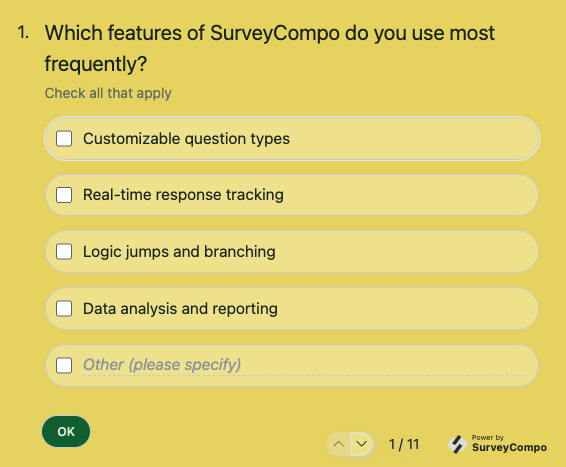 1. Which features of SurveyCompo do you use most
frequently?
Check all that apply
Customizable question types
Real-time response tracking
Logic jumps and branching
Data analysis and reporting
Other (please specify)
OK
1 / 11
Power by
SurveyCompo